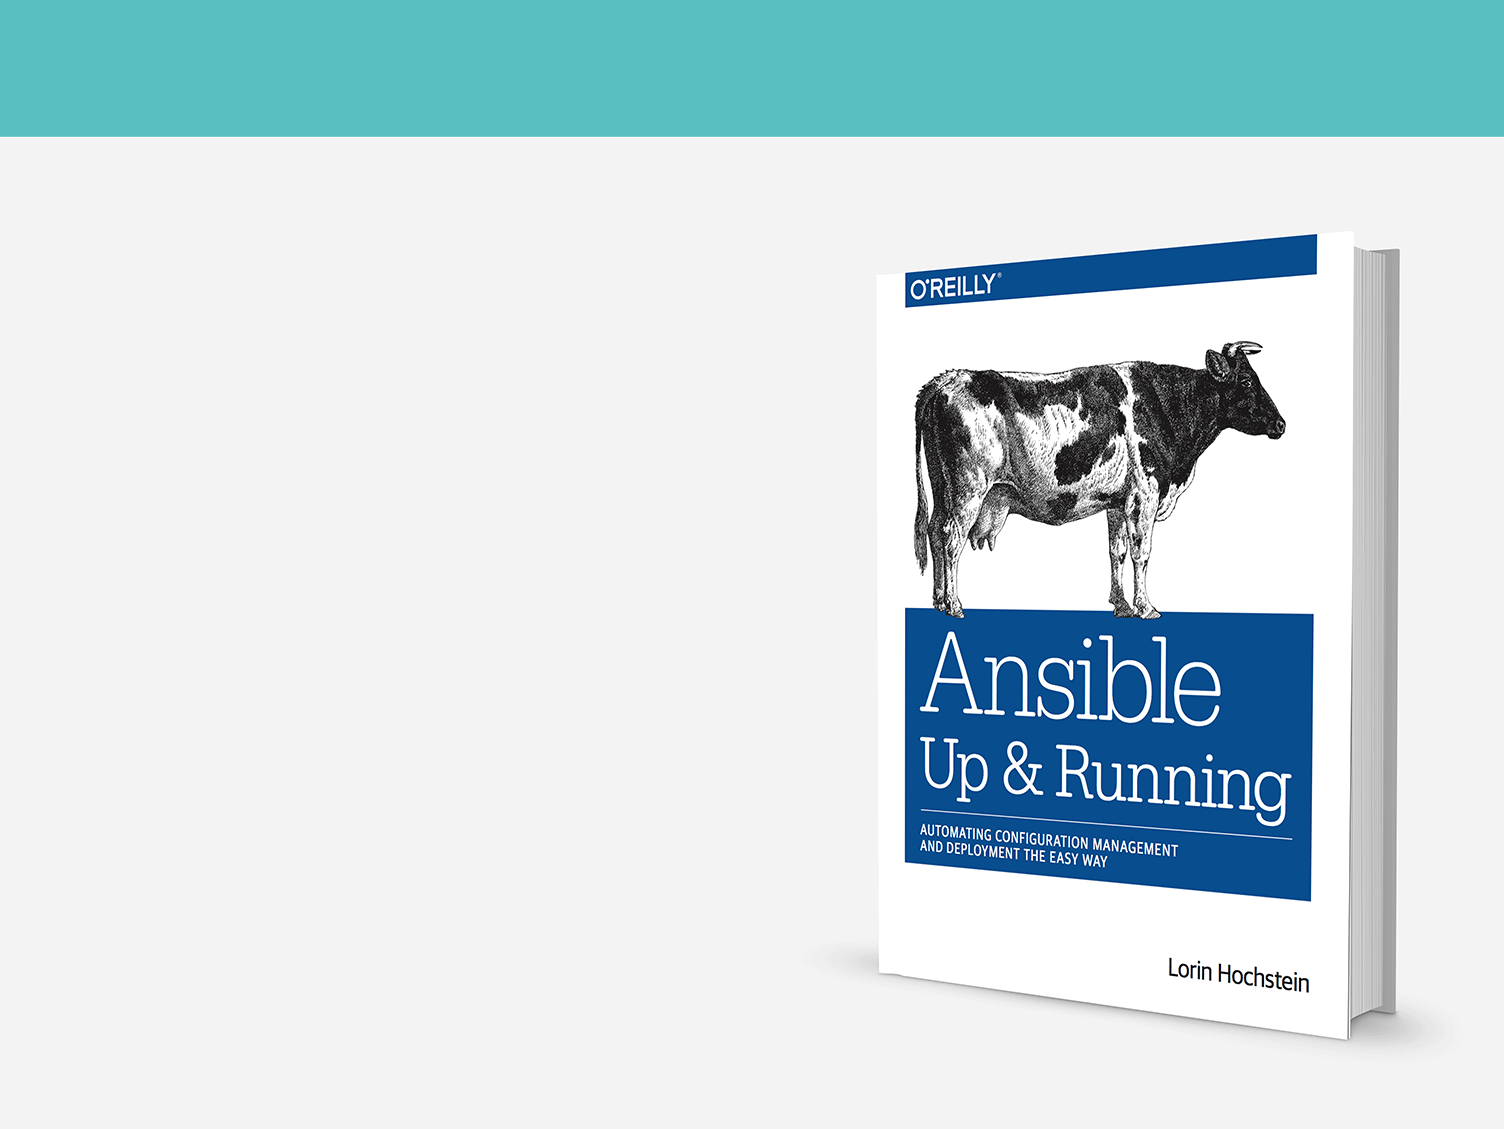 O'REILLY®
Ansible
Up & Running
AUTOMATING CONFIGURATION MANAGEMENT
AND DEPLOYMENT THE EASY WAY
Lorin Hochstein